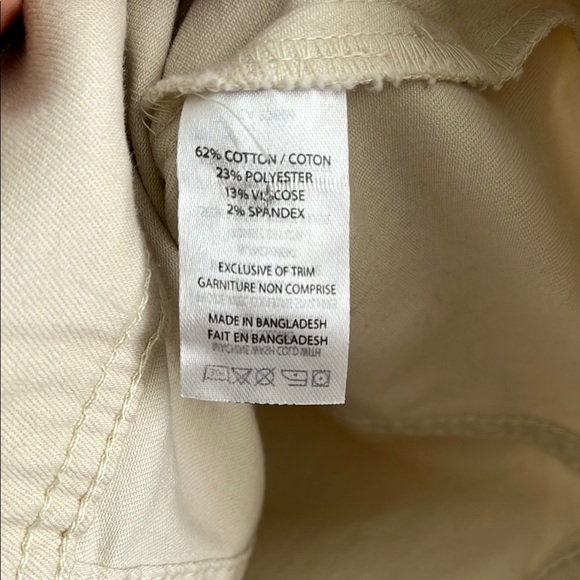 62% COTTON / COTON
23% POLYESTER
13% VISCOSE
2% SPANDEX
EXCLUSIVE OF TRIM
GARNITURE NON COMPRISE
MADE IN BANGLADESH
FAIT EN BANGLADESH